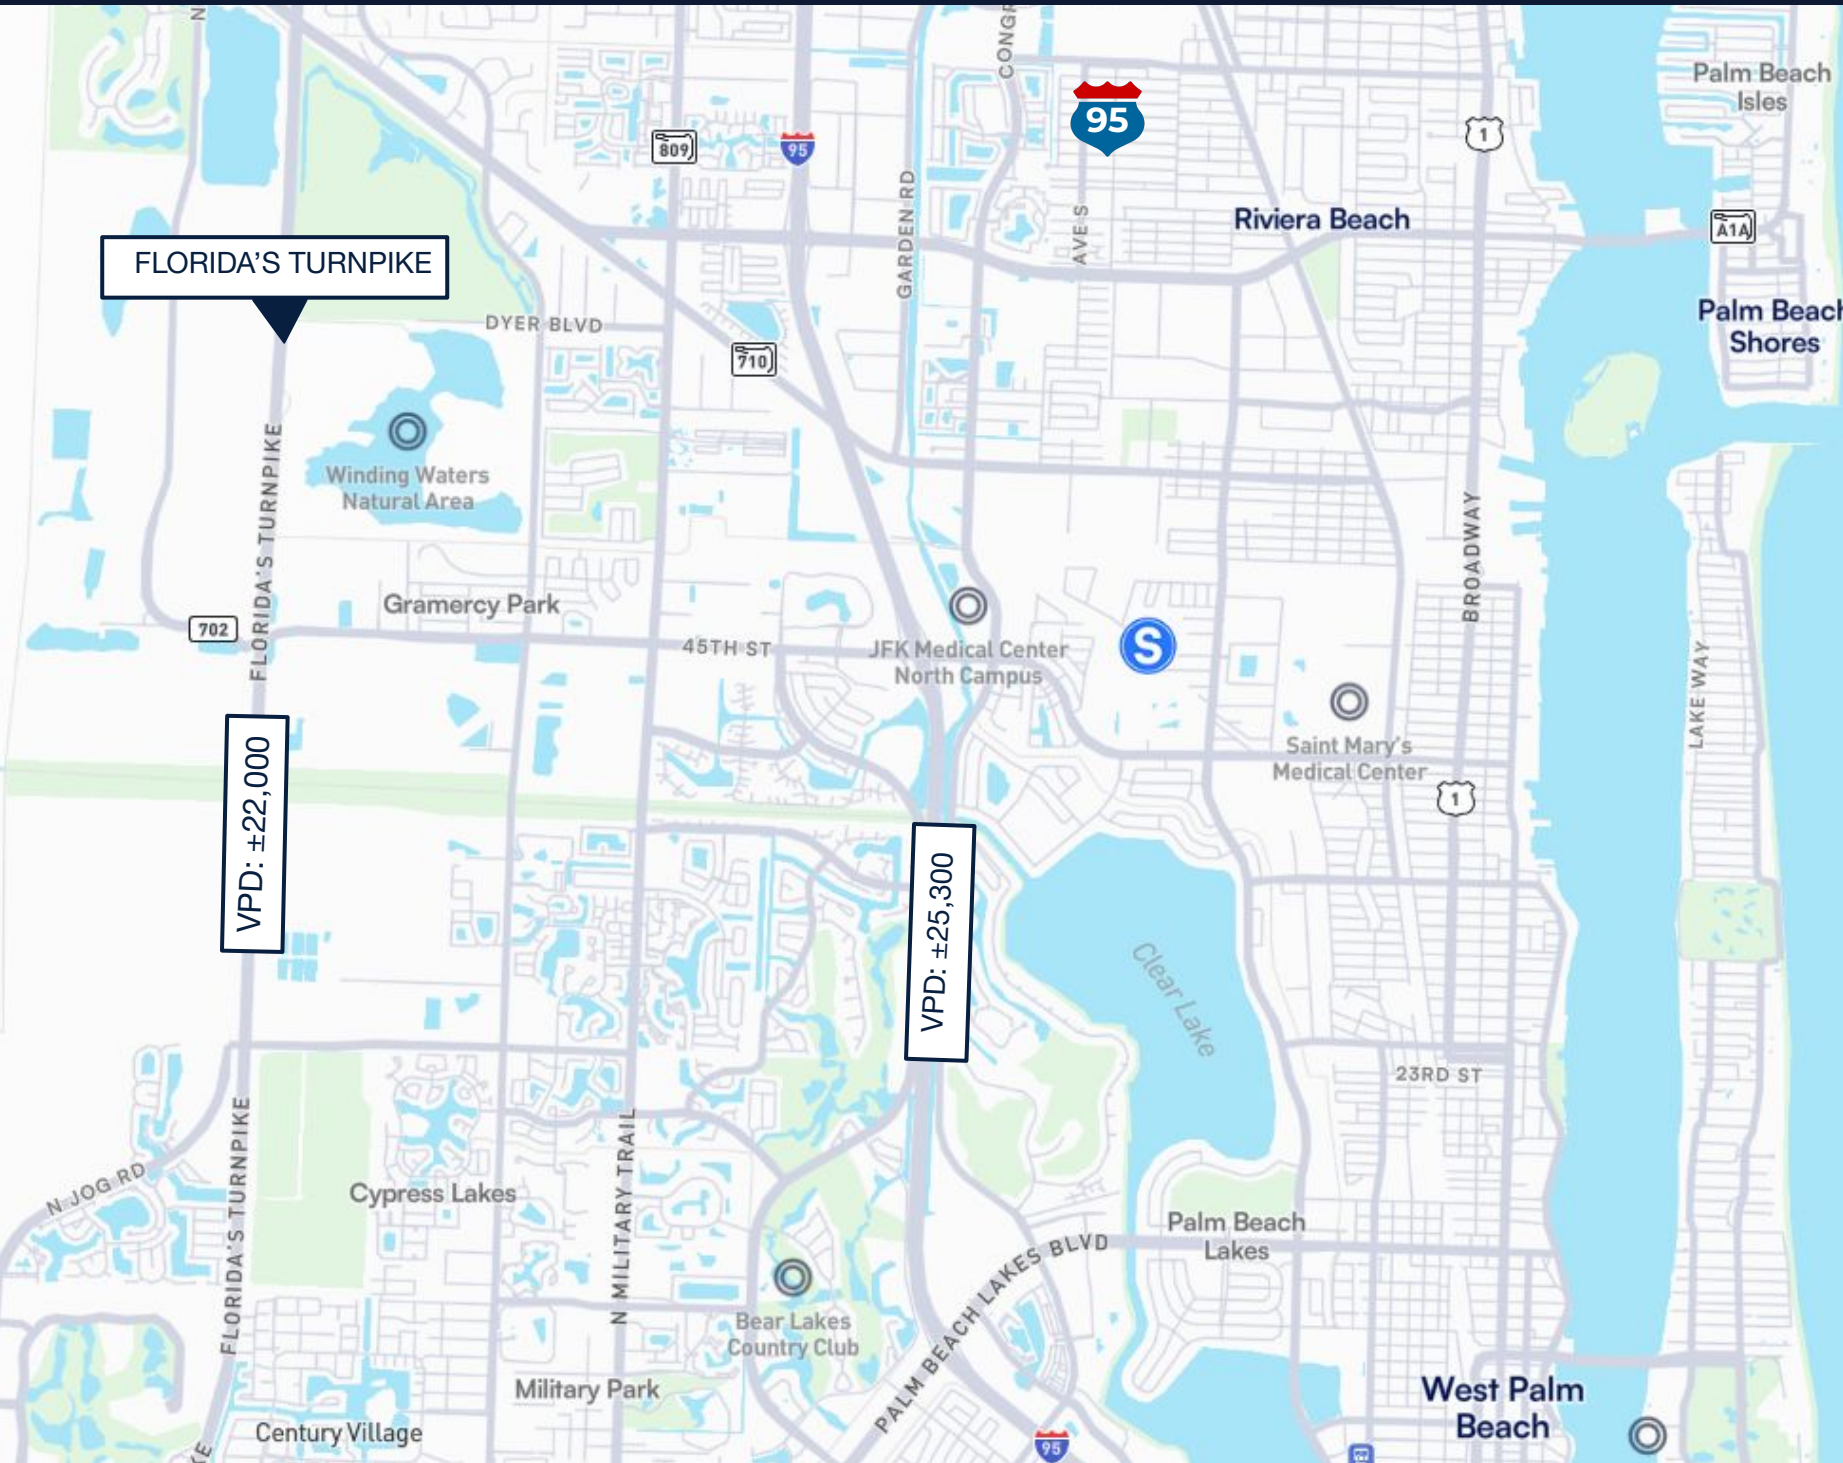 N
CONGR
Palm Beach
Isles
95
1
809
95
GARDEN RD
AVE S
Riviera Beach
A1A
FLORIDA'S TURNPIKE
Palm Beach
Shores
DYER BLVD
710
FLORIDA'S TURNPIKE
Winding Waters
Natural Area
BROADWAY
Gramercy Park
702
45TH ST
JFK Medical Center
North Campus
S
LAKE WAY
Saint Mary's
Medical Center
1
VPD: ±22,000
VPD: ±25,300
Clear Lake
23RD ST
N JOG RD
FLORIDA'S TURNPIKE
N MILITARY TRAIL
Cypress Lakes
Palm Beach
Lakes
PALM BEACH LAKES BLVD
Bear Lakes
Country Club
Military Park
West Palm
Beach
Century Village
95
KE